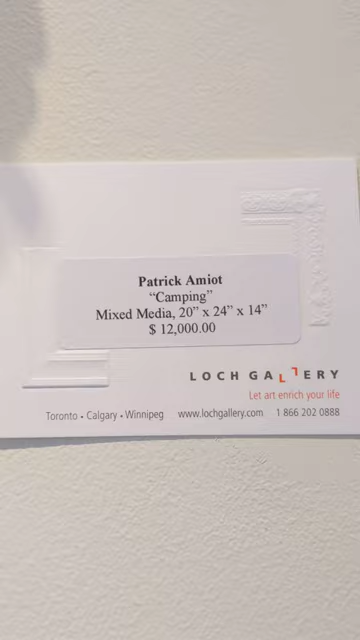 Patrick Amiot
“Camping”
Mixed Media, 20” x 24” x 14”
$ 12,000.00
LOCH GALLERY
Let art enrich your life
Toronto • Calgary • Winnipeg www.lochgallery.com 1 866 202 0888